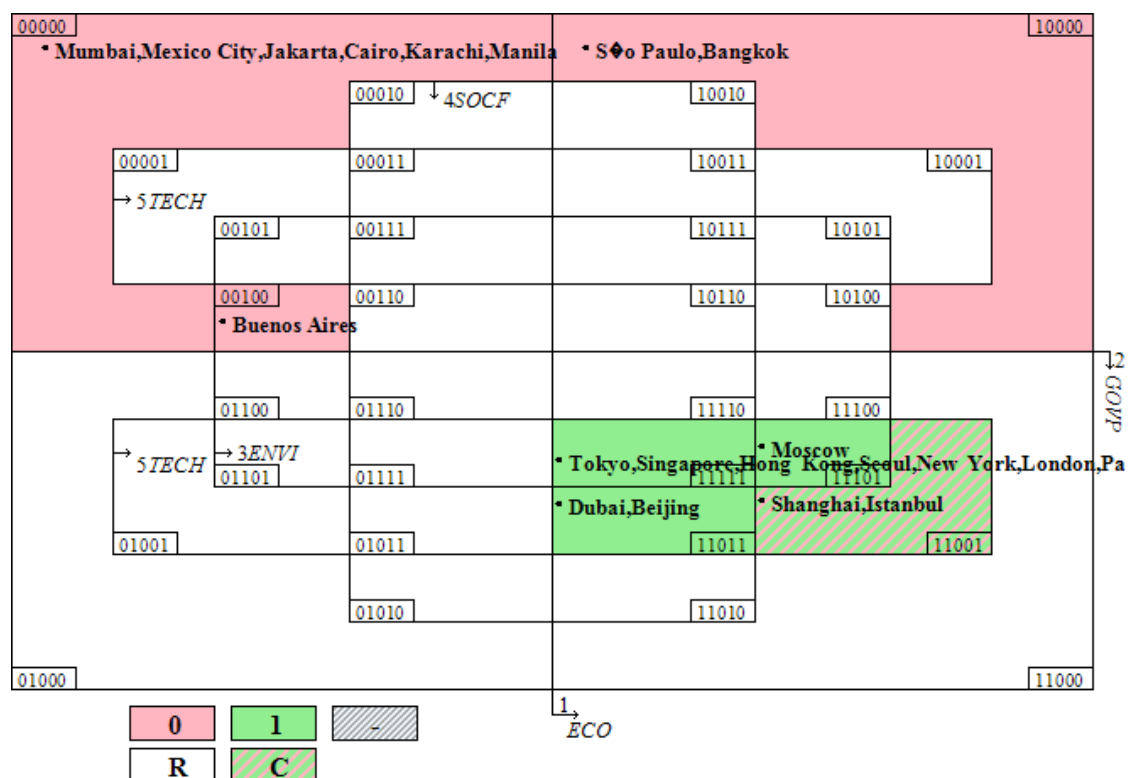 00000 10000
Mumbai,Mexico City,Jakarta,Cairo,Karachi,Manila S�o Paulo,Bangkok
00010 4SOCF 10010
00001 00011 10011 10001
5TECH
00101 00111 10111 10101
00100 00110 10110 10100
Buenos Aires
2
GOVP
01100 01110 11110 11100
Moscow
5TECH 3ENVI Tokyo,Singapore,Hong Kong,Seoul,New York,London,Pa
01101 01111 11111 11101
Dubai,Beijing Shanghai,Istanbul
01001 01011 11011 11001
01010 11010
01000 11000
1
ECO
0 1 -
R C